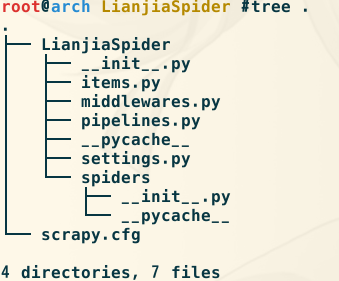 root@arch LianjiaSpider #tree .
.
├── LianjiaSpider
│   ├── __init__.py
│   ├── items.py
│   ├── middlewares.py
│   ├── pipelines.py
│   ├── __pycache__
│   ├── settings.py
│   └── spiders
│       ├── __init__.py
│       └── __pycache__
└── scrapy.cfg
4 directories, 7 files